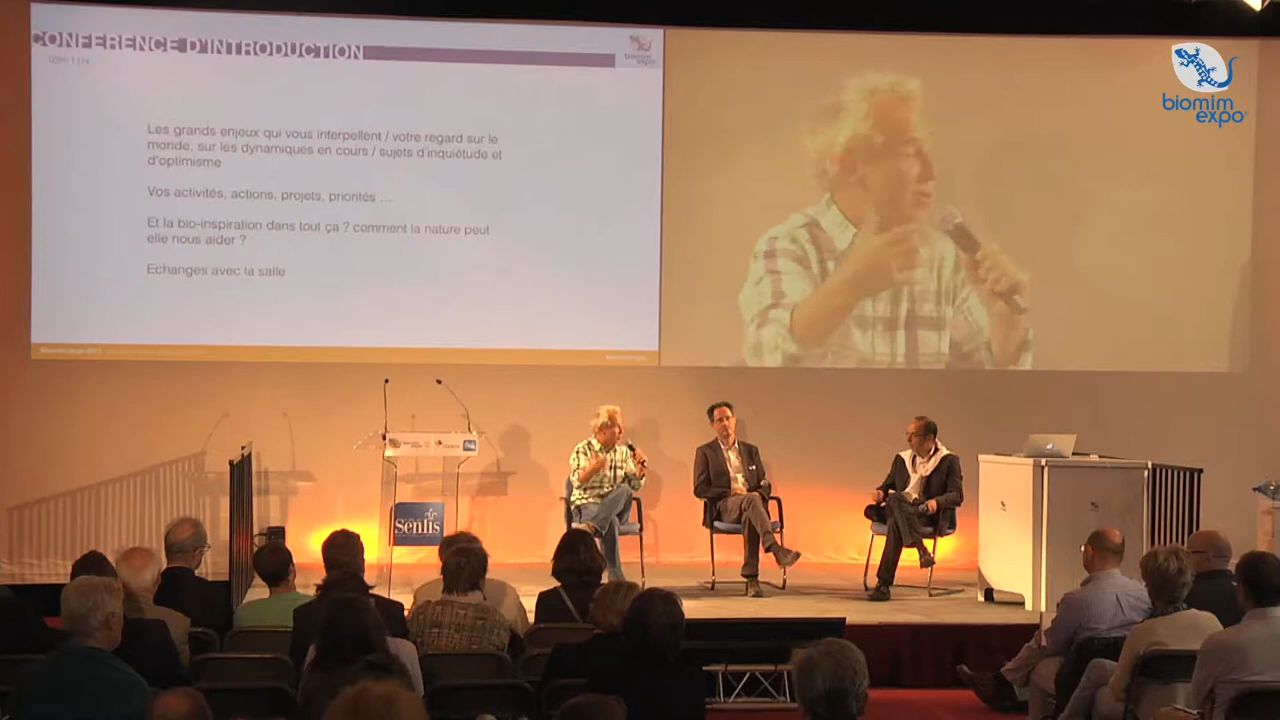 CONFERENCE D'INTRODUCTION
biomim
expo
Les grands enjeux qui vous interpellent / votre regard sur le
monde, sur les dynamiques en cours / sujets d'inquiétude et
d'optimisme
Vos activités, actions, projets, priorités ...
Et la bio-inspiration dans tout ça ? comment la nature peut
elle nous aider ?
Echanges avec la salle
biomim
expo
Senlis